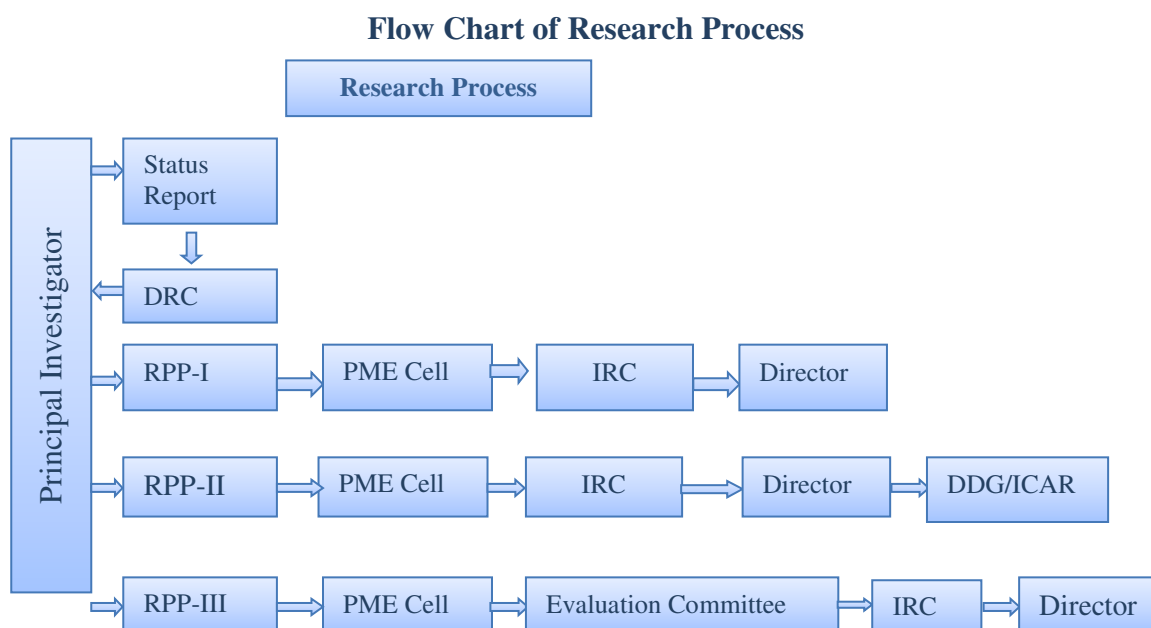 Flow Chart of Research Process
Research Process
Principal Investigator
Status
Report
DRC
RPP-I
PME Cell
IRC
Director
RPP-II
PME Cell
IRC
Director
DDG/ICAR
RPP-III
PME Cell
Evaluation Committee
IRC
Director